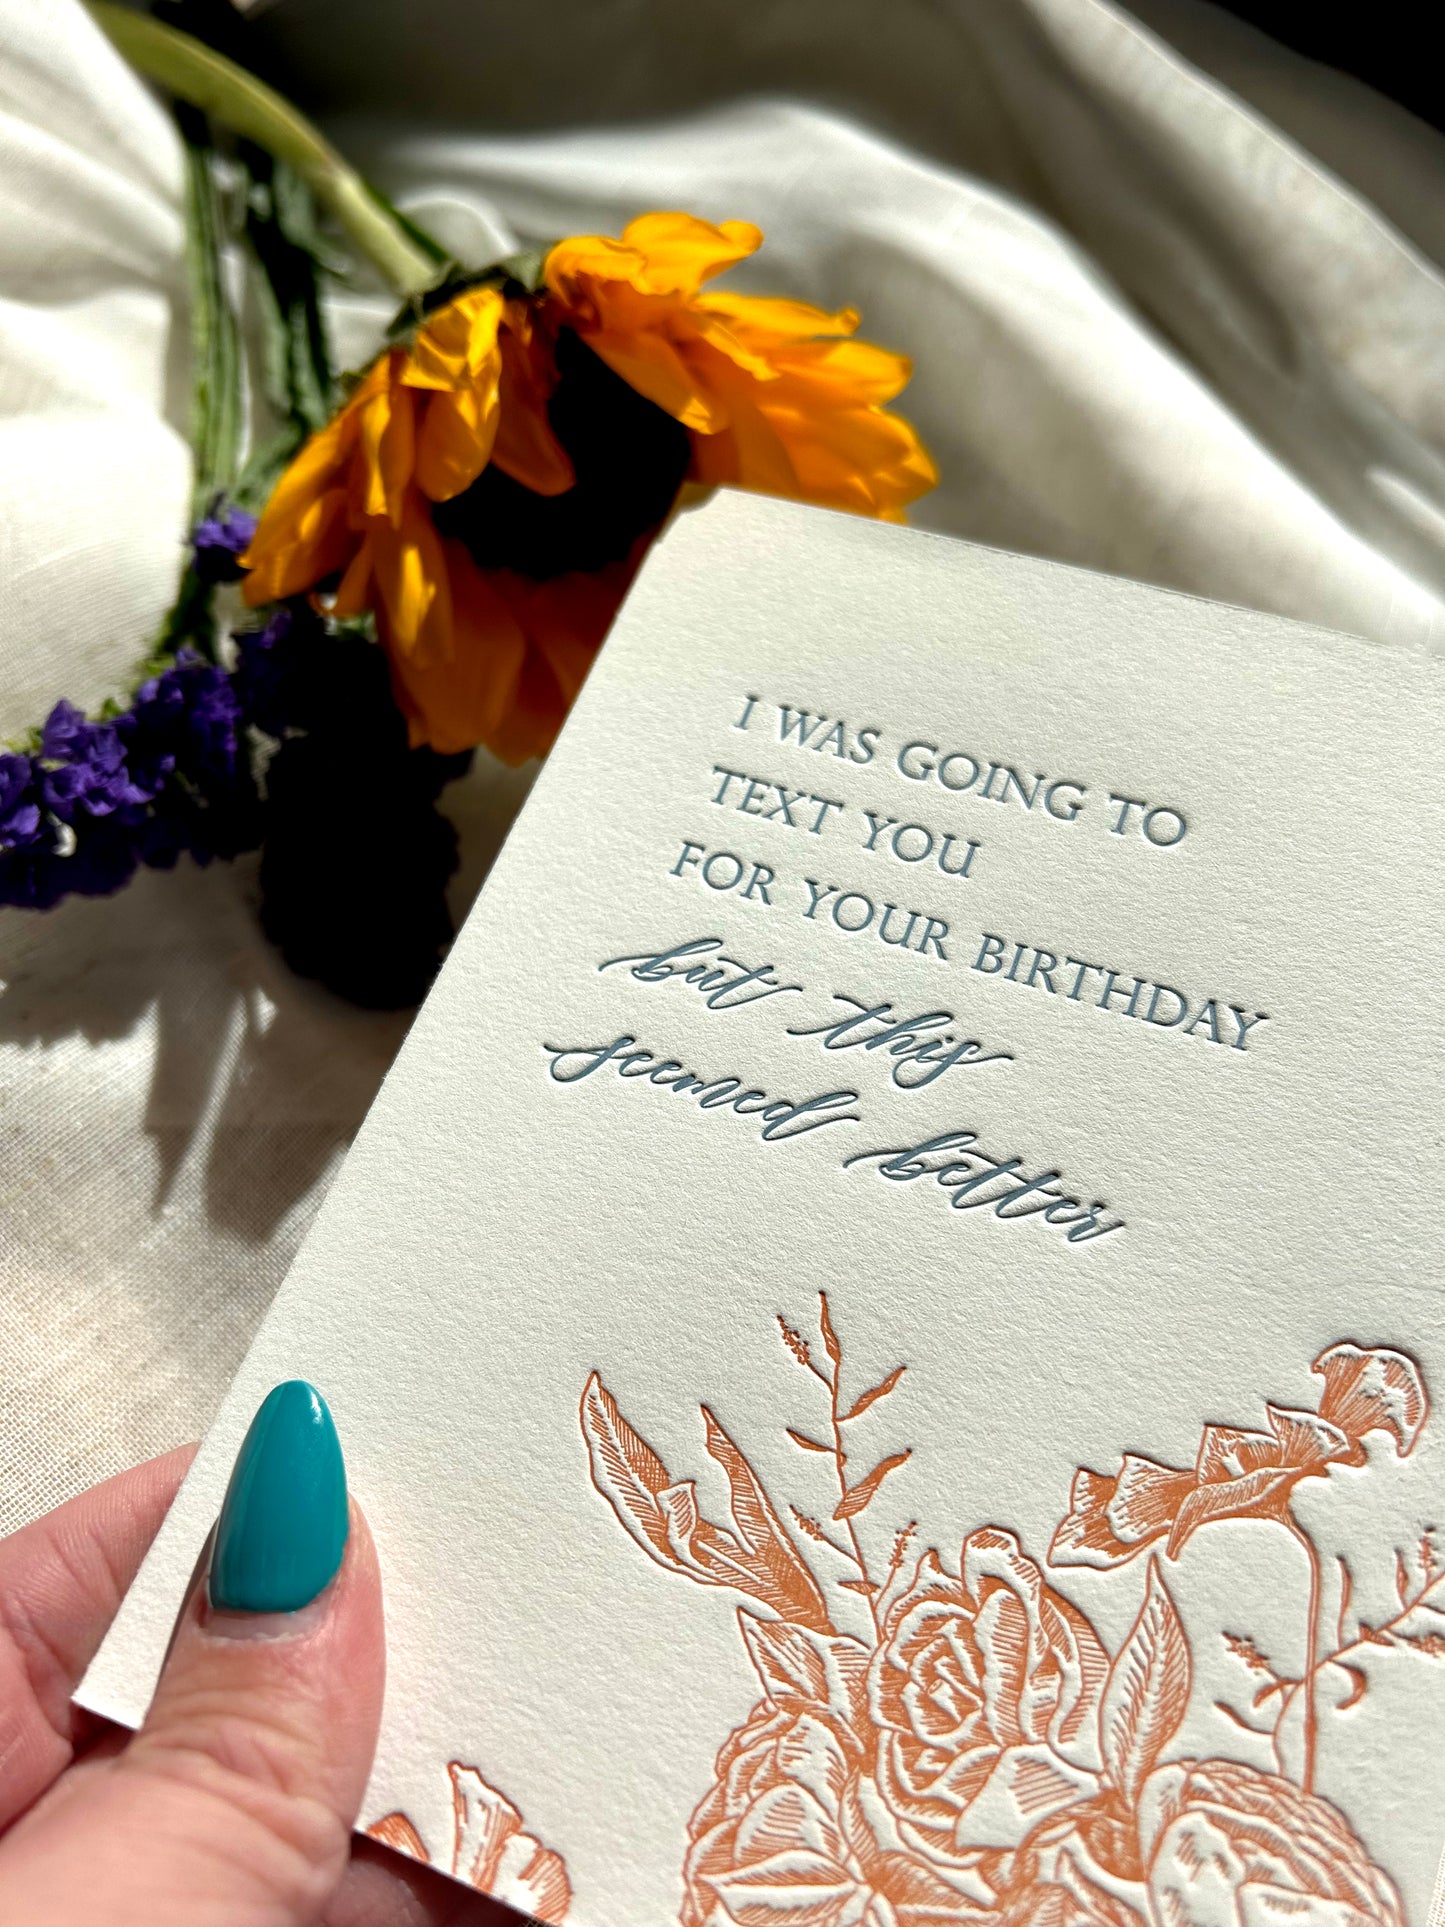 I WAS GOING TO
TEXT YOU
FOR YOUR BIRTHDAY
but this
seemed better